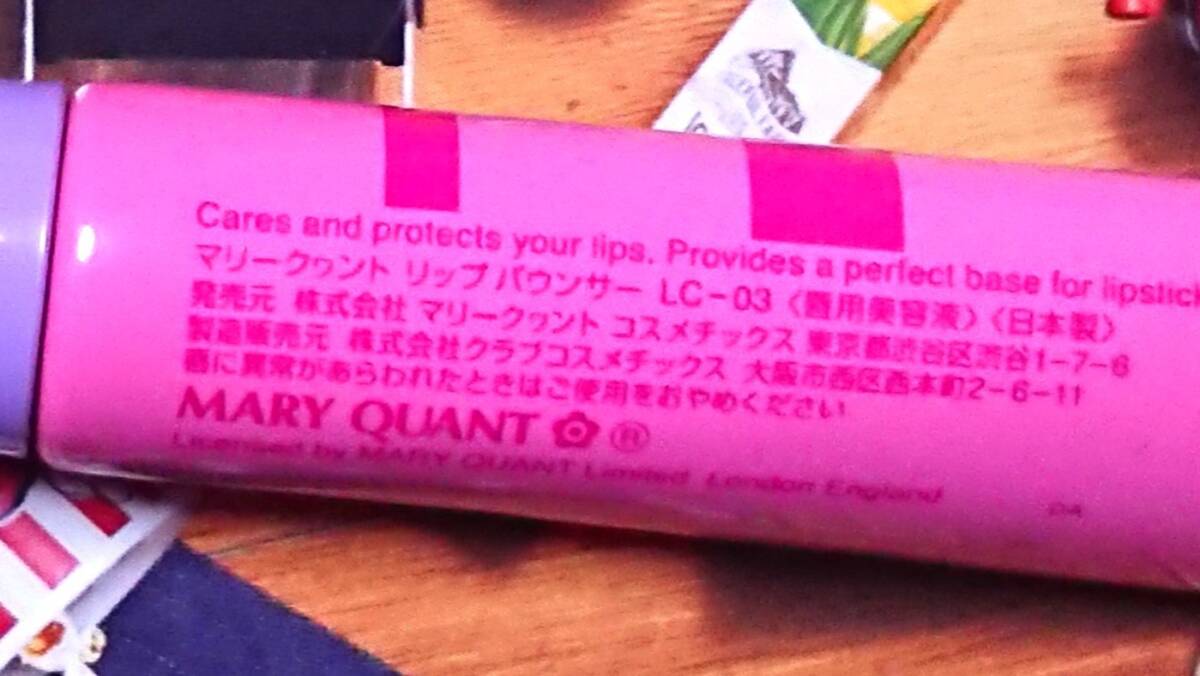 Cares and protects your lips. Provides a perfect base for lipstick
マリークヮント リップ バウンサー LC-03 〈唇用美容液〉〈日本製〉
発売元 株式会社 マリークヮント コスメチックス 東京都渋谷区渋谷1-7-6
製造販売元 株式会社クラブコスメチックス 大阪市西区西本町2-6-11
唇に異常があらわれたときはご使用をおやめください
MARY QUANT ®
Licensed by MARY QUANT Limited London England